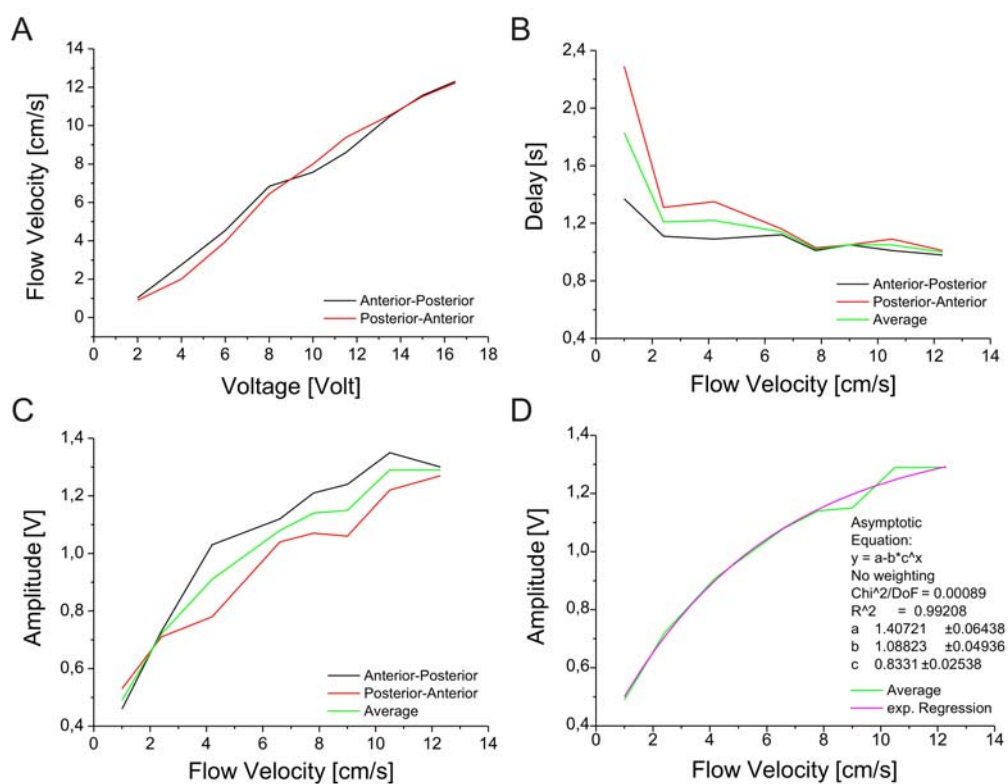 A
14
12
10
8
6
4
2
0
Flow Velocity [cm/s]
0 2 4 6 8 10 12 14 16 18
Voltage [Volt]
Anterior-Posterior
Posterior-Anterior
B
2,4
2,0
1,6
1,2
0,8
0,4
Delay [s]
0 2 4 6 8 10 12 14
Flow Velocity [cm/s]
Anterior-Posterior
Posterior-Anterior
Average
C
1,4
1,2
1,0
0,8
0,6
0,4
Amplitude [V]
0 2 4 6 8 10 12 14
Flow Velocity [cm/s]
Anterior-Posterior
Posterior-Anterior
Average
D
1,4
1,2
1,0
0,8
0,6
0,4
Amplitude [V]
0 2 4 6 8 10 12 14
Flow Velocity [cm/s]
Asymptotic
Equation:
y = a-b*c^x
No weighting
Chi^2/DoF = 0.00089
R^2 = 0.99208
a 1.40721 ±0.06438
b 1.08823 ±0.04936
c 0.8331 ±0.02538
Average
exp. Regression